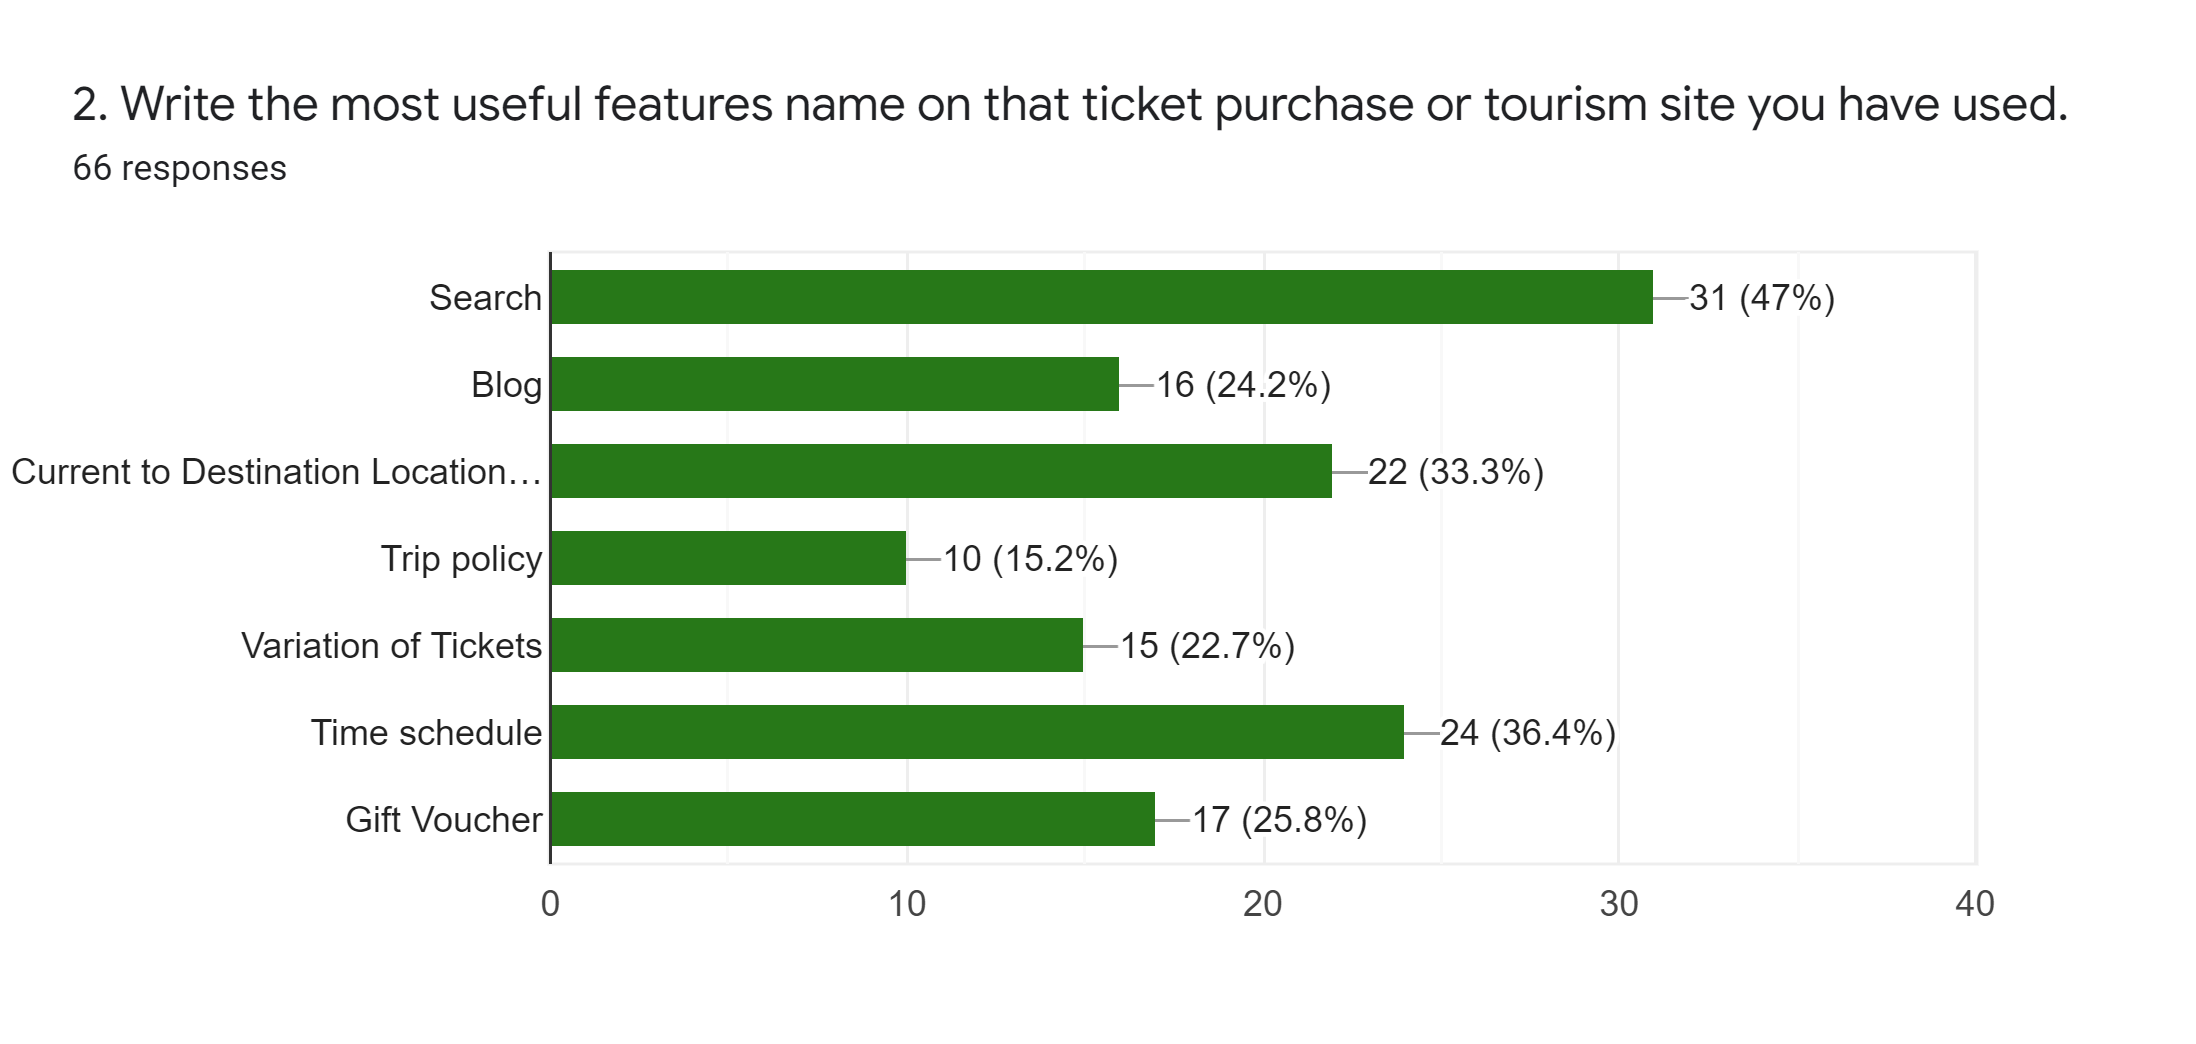 2. Write the most useful features name on that ticket purchase or tourism site you have used.
66 responses
Search 31 (47%)
Blog 16 (24.2%)
Current to Destination Location… 22 (33.3%)
Trip policy 10 (15.2%)
Variation of Tickets 15 (22.7%)
Time schedule 24 (36.4%)
Gift Voucher 17 (25.8%)
0 10 20 30 40